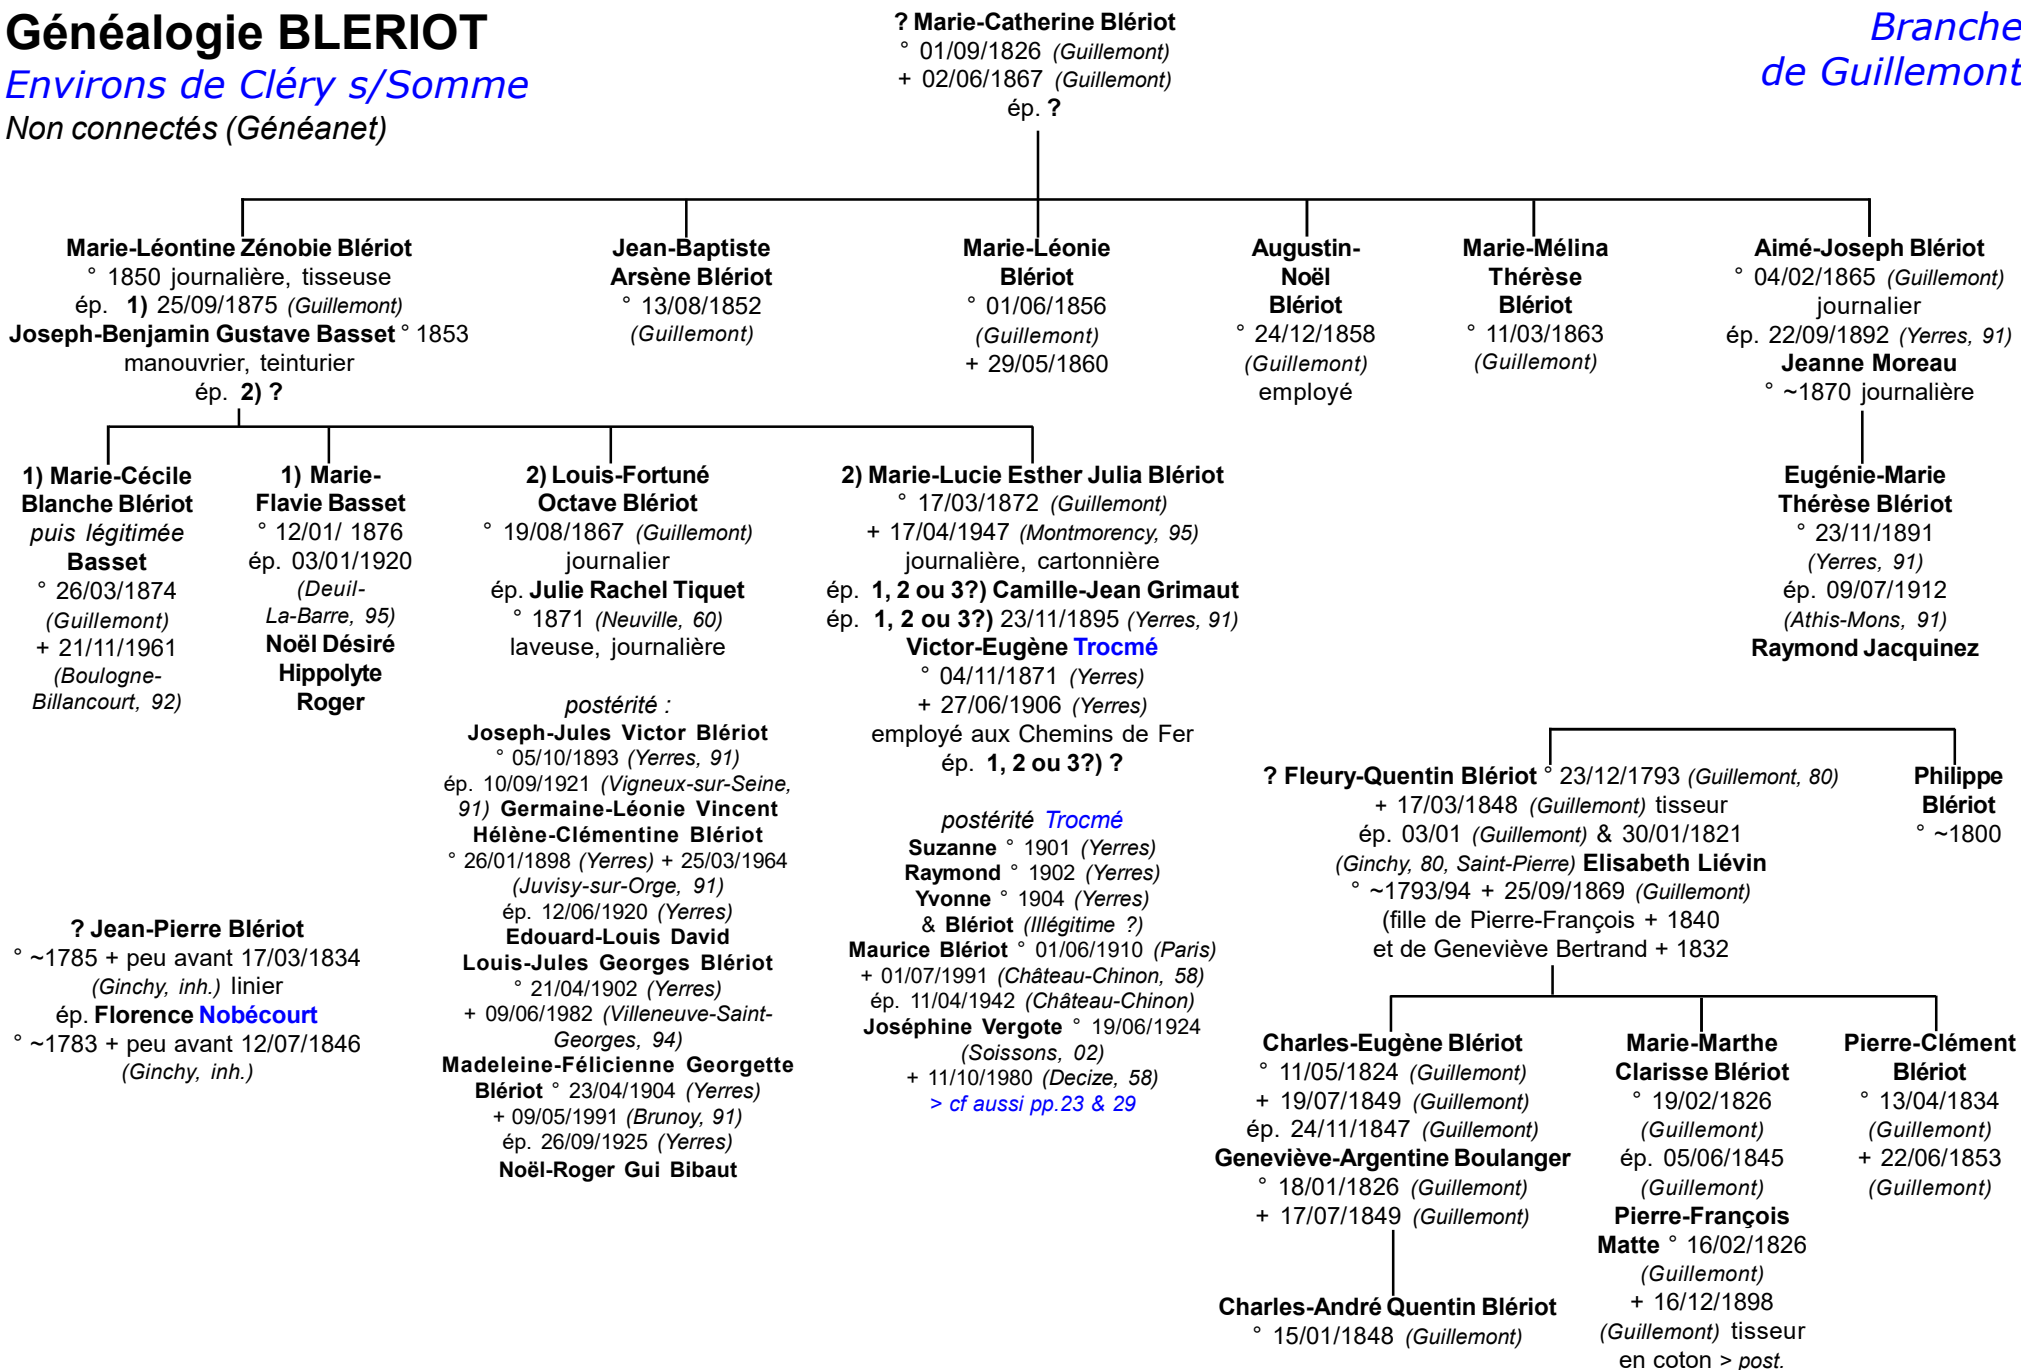 Généalogie BLERIOT
Environs de Cléry s/Somme
Non connectés (Généanet)
Branche
de Guillemont
? Marie-Catherine Blériot
° 01/09/1826 (Guillemont)
+ 02/06/1867 (Guillemont)
ép. ?
Marie-Léontine Zénobie Blériot
° 1850 journalière, tisseuse
ép. 1) 25/09/1875 (Guillemont)
Joseph-Benjamin Gustave Basset ° 1853
manouvrier, teinturier
ép. 2) ?
Jean-Baptiste
Arsène Blériot
° 13/08/1852
(Guillemont)
Marie-Léonie
Blériot
° 01/06/1856
(Guillemont)
+ 29/05/1860
Augustin-
Noël
Blériot
° 24/12/1858
(Guillemont)
employé
Marie-Mélina
Thérèse
Blériot
° 11/03/1863
(Guillemont)
Aimé-Joseph Blériot
° 04/02/1865 (Guillemont)
journalier
ép. 22/09/1892 (Yerres, 91)
Jeanne Moreau
° ~1870 journalière
1) Marie-Cécile
Blanche Blériot
puis légitimée
Basset
° 26/03/1874
(Guillemont)
+ 21/11/1961
(Boulogne-
Billancourt, 92)
1) Marie-
Flavie Basset
° 12/01/ 1876
ép. 03/01/1920
(Deuil-
La-Barre, 95)
Noël Désiré
Hippolyte
Roger
2) Louis-Fortuné
Octave Blériot
° 19/08/1867 (Guillemont)
journalier
ép. Julie Rachel Tiquet
° 1871 (Neuville, 60)
laveuse, journalière
postérité :
Joseph-Jules Victor Blériot
° 05/10/1893 (Yerres, 91)
ép. 10/09/1921 (Vigneux-sur-Seine,
91) Germaine-Léonie Vincent
Hélène-Clémentine Blériot
° 26/01/1898 (Yerres) + 25/03/1964
(Juvisy-sur-Orge, 91)
ép. 12/06/1920 (Yerres)
Edouard-Louis David
Louis-Jules Georges Blériot
° 21/04/1902 (Yerres)
+ 09/06/1982 (Villeneuve-Saint-
Georges, 94)
Madeleine-Félicienne Georgette
Blériot ° 23/04/1904 (Yerres)
+ 09/05/1991 (Brunoy, 91)
ép. 26/09/1925 (Yerres)
Noël-Roger Gui Bibaut
2) Marie-Lucie Esther Julia Blériot
° 17/03/1872 (Guillemont)
+ 17/04/1947 (Montmorency, 95)
journalière, cartonnière
ép. 1, 2 ou 3?) Camille-Jean Grimaut
ép. 1, 2 ou 3?) 23/11/1895 (Yerres, 91)
Victor-Eugène Trocmé
° 04/11/1871 (Yerres)
+ 27/06/1906 (Yerres)
employé aux Chemins de Fer
ép. 1, 2 ou 3?) ?
postérité Trocmé
Suzanne ° 1901 (Yerres)
Raymond ° 1902 (Yerres)
Yvonne ° 1904 (Yerres)
& Blériot (Illégitime ?)
Maurice Blériot ° 01/06/1910 (Paris)
+ 01/07/1991 (Château-Chinon, 58)
ép. 11/04/1942 (Château-Chinon)
Joséphine Vergote ° 19/06/1924
(Soissons, 02)
+ 11/10/1980 (Decize, 58)
> cf aussi pp.23 & 29
Eugénie-Marie
Thérèse Blériot
° 23/11/1891
(Yerres, 91)
ép. 09/07/1912
(Athis-Mons, 91)
Raymond Jacquinez
? Jean-Pierre Blériot
° ~1785 + peu avant 17/03/1834
(Ginchy, inh.) linier
ép. Florence Nobécourt
° ~1783 + peu avant 12/07/1846
(Ginchy, inh.)
? Fleury-Quentin Blériot ° 23/12/1793 (Guillemont, 80)
+ 17/03/1848 (Guillemont) tisseur
ép. 03/01 (Guillemont) & 30/01/1821
(Ginchy, 80, Saint-Pierre) Elisabeth Liévin
° ~1793/94 + 25/09/1869 (Guillemont)
(fille de Pierre-François + 1840
et de Geneviève Bertrand + 1832
Philippe
Blériot
° ~1800
Charles-Eugène Blériot
° 11/05/1824 (Guillemont)
+ 19/07/1849 (Guillemont)
ép. 24/11/1847 (Guillemont)
Geneviève-Argentine Boulanger
° 18/01/1826 (Guillemont)
+ 17/07/1849 (Guillemont)
Charles-André Quentin Blériot
° 15/01/1848 (Guillemont)
Marie-Marthe
Clarisse Blériot
° 19/02/1826
(Guillemont)
ép. 05/06/1845
(Guillemont)
Pierre-François
Matte ° 16/02/1826
(Guillemont)
+ 16/12/1898
(Guillemont) tisseur
en coton > post.
Pierre-Clément
Blériot
° 13/04/1834
(Guillemont)
+ 22/06/1853
(Guillemont)